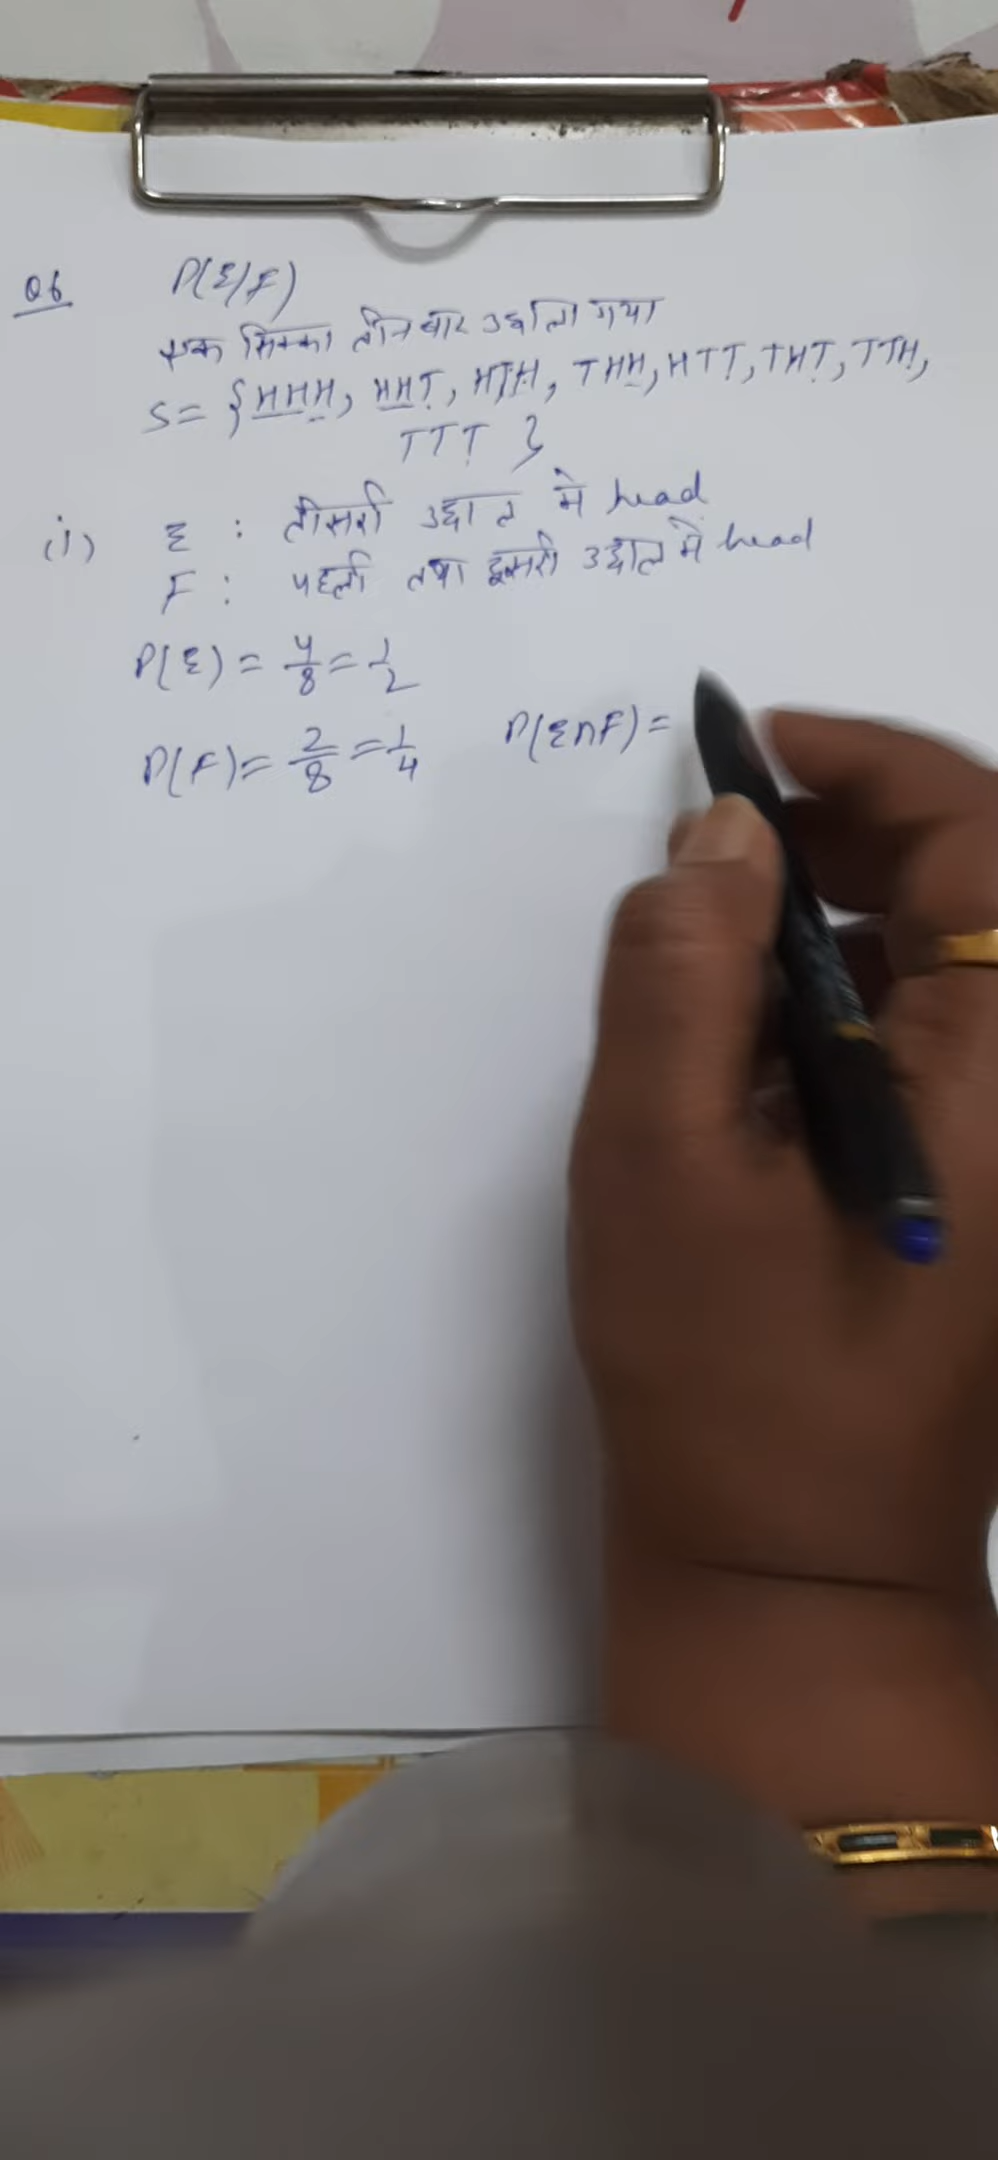 Q6 P(E/F)
एक सिक्का तीन बार उछाला गया
S = {HHH, HHT, HTH, THH, HTT, THT, TTH,
TTT }
(i) E : तीसरी उछाल में head
F : पहली तथा दूसरी उछाल में head
P(E) = 4/8 = 1/2
P(F) = 2/8 = 1/4 P(E∩F) =